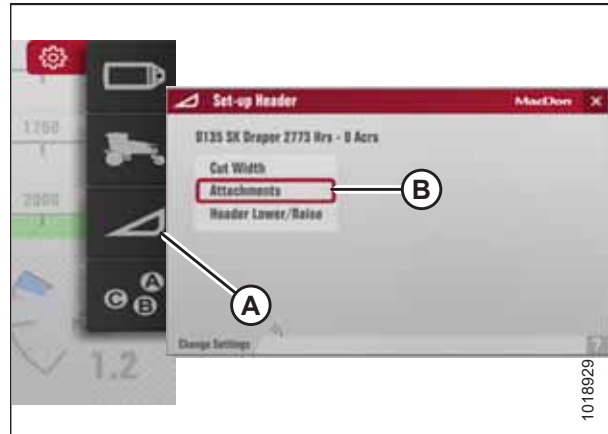 Set-up Header MacDon X
D135 SK Draper 2773 Hrs - 0 Acrs
1250
Cut Width
Attachments
B
2000
Header Lower/Raise
A
A
C B
1.2
Change Settings
?
1018929